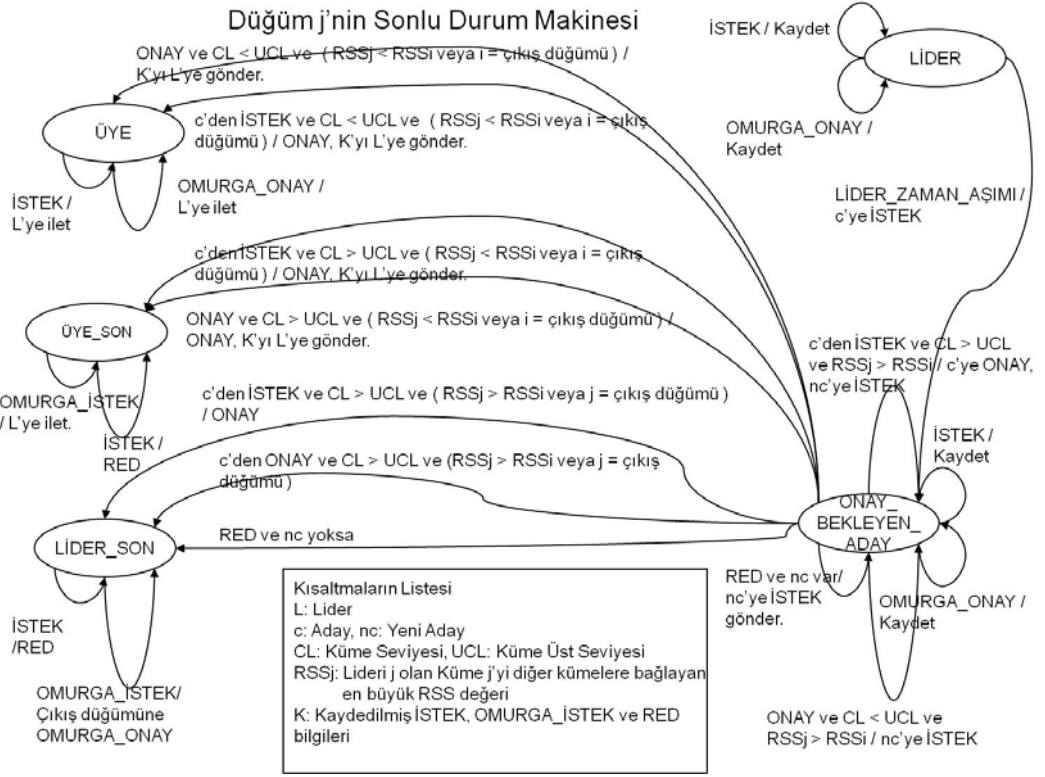 Düğüm j'nin Sonlu Durum Makinesi
ONAY ve CL < UCL ve ( RSSj < RSSi veya i = çıkış düğümü ) /
K'yı L'ye gönder.
ÜYE
c'den İSTEK ve CL < UCL ve ( RSSj < RSSi veya i = çıkış
düğümü ) / ONAY, K'yı L'ye gönder.
İSTEK /
L'ye ilet
OMURGA_ONAY /
L'ye ilet
İSTEK / Kaydet
LİDER
OMURGA_ONAY /
Kaydet
LİDER_ZAMAN_AŞIMI /
c'ye İSTEK
c'den İSTEK ve CL > UCL ve ( RSSj < RSSi veya i = çıkış
düğümü ) / ONAY, K'yı L'ye gönder.
ÜYE_SON
ONAY ve CL > UCL ve ( RSSj < RSSi veya i = çıkış düğümü ) /
ONAY, K'yı L'ye gönder.
OMURGA_İSTEK
/ L'ye ilet.
İSTEK /
RED
c'den İSTEK ve CL > UCL
ve RSSj > RSSi / c'ye ONAY,
nc'ye İSTEK
c'den İSTEK ve CL > UCL ve ( RSSj > RSSi veya j = çıkış düğümü )
/ ONAY
c'den ONAY ve CL > UCL ve (RSSj > RSSi veya j = çıkış
düğümü )
İSTEK /
Kaydet
ONAY_
BEKLEYEN_
ADAY
LİDER_SON
RED ve nc yoksa
İSTEK
/RED
OMURGA_İSTEK/
Çıkış düğümüne
OMURGA_ONAY
RED ve nc var/
nc'ye İSTEK
gönder.
OMURGA_ONAY /
Kaydet
ONAY ve CL < UCL ve
RSSj > RSSi / nc'ye İSTEK
Kısaltmaların Listesi
L: Lider
c: Aday, nc: Yeni Aday
CL: Küme Seviyesi, UCL: Küme Üst Seviyesi
RSSj: Lideri j olan Küme j'yi diğer kümelere bağlayan
en büyük RSS değeri
K: Kaydedilmiş İSTEK, OMURGA_İSTEK ve RED
bilgileri